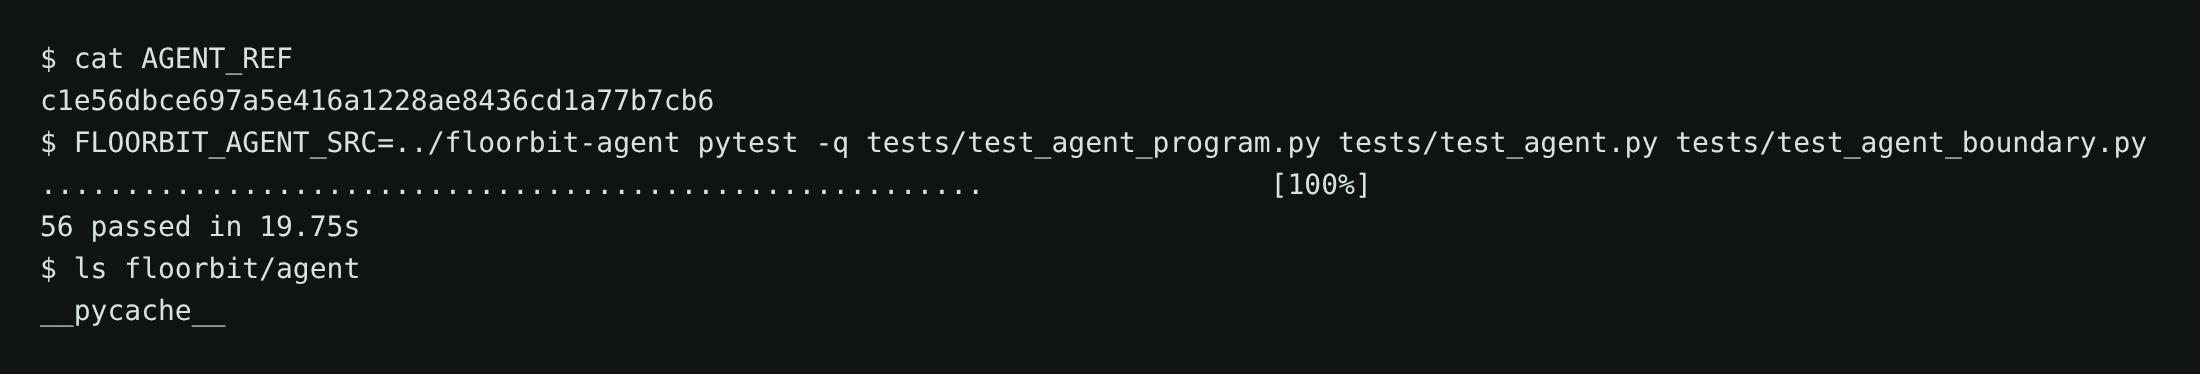 $ cat AGENT_REF
c1e56dbce697a5e416a1228ae8436cd1a77b7cb6
$ FLOORBIT_AGENT_SRC=../floorbit-agent pytest -q tests/test_agent_program.py tests/test_agent.py tests/test_agent_boundary.py
........................................................ [100%]
56 passed in 19.75s
$ ls floorbit/agent
__pycache__